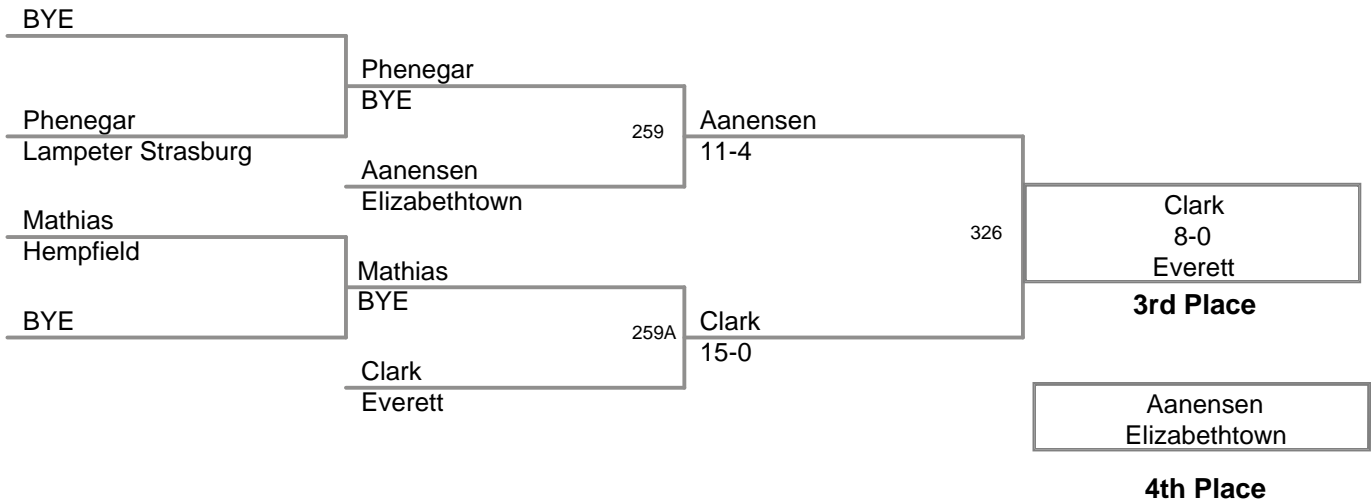 BYE
Phenegar
BYE
Phenegar
Lampeter Strasburg
259
Aanensen
11-4
Aanensen
Elizabethtown
Mathias
Hempfield
326
Clark
8-0
Everett
3rd Place
Mathias
BYE
BYE
259A
Clark
15-0
Clark
Everett
Aanensen
Elizabethtown
4th Place